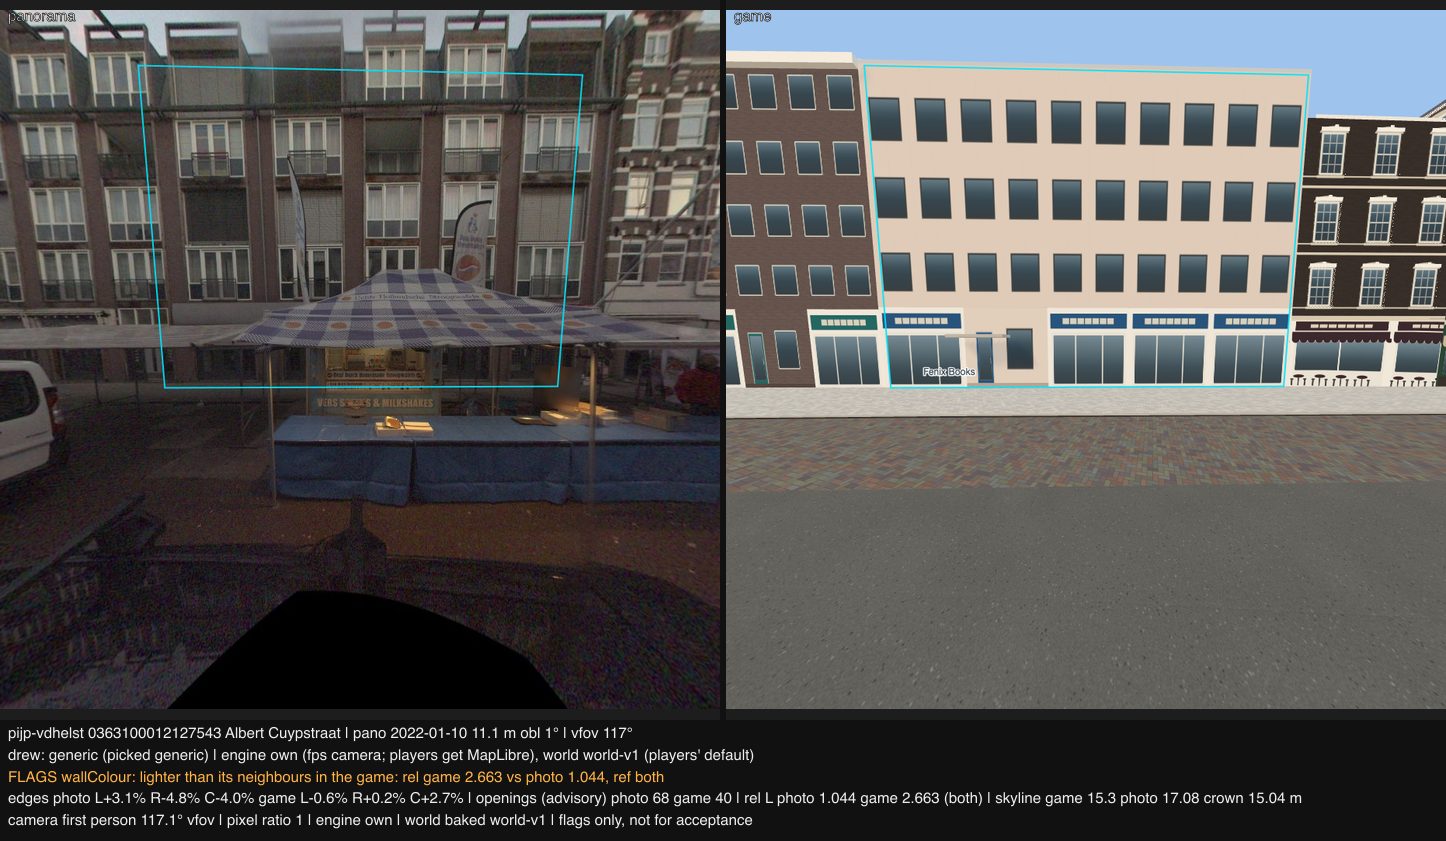 panorama
game
VERS S & MILKSHAKES
Fenix Books
pijp-vdhelst 0363100012127543 Albert Cuypstraat | pano 2022-01-10 11.1 m obl 1° | vfov 117°
drew: generic (picked generic) | engine own (fps camera; players get MapLibre), world world-v1 (players' default)
FLAGS wallColour: lighter than its neighbours in the game: rel game 2.663 vs photo 1.044, ref both
edges photo L+3.1% R-4.8% C-4.0% game L-0.6% R+0.2% C+2.7% | openings (advisory) photo 68 game 40 | rel L photo 1.044 game 2.663 (both) | skyline game 15.3 photo 17.08 crown 15.04 m
camera first person 117.1° vfov | pixel ratio 1 | engine own | world baked world-v1 | flags only, not for acceptance